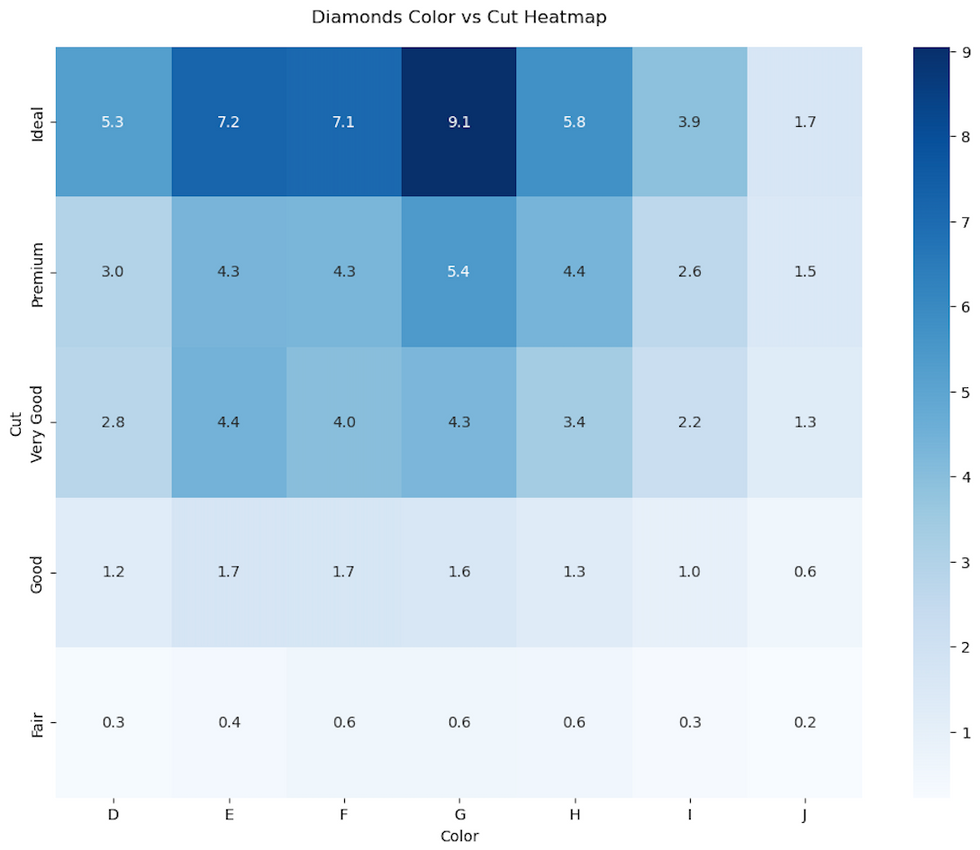 Diamonds Color vs Cut Heatmap
Ideal 5.3 7.2 7.1 9.1 5.8 3.9 1.7
Premium 3.0 4.3 4.3 5.4 4.4 2.6 1.5
Cut
Very Good 2.8 4.4 4.0 4.3 3.4 2.2 1.3
Good 1.2 1.7 1.7 1.6 1.3 1.0 0.6
Fair 0.3 0.4 0.6 0.6 0.6 0.3 0.2
D E F G H I J
Color
9
8
7
6
5
4
3
2
1